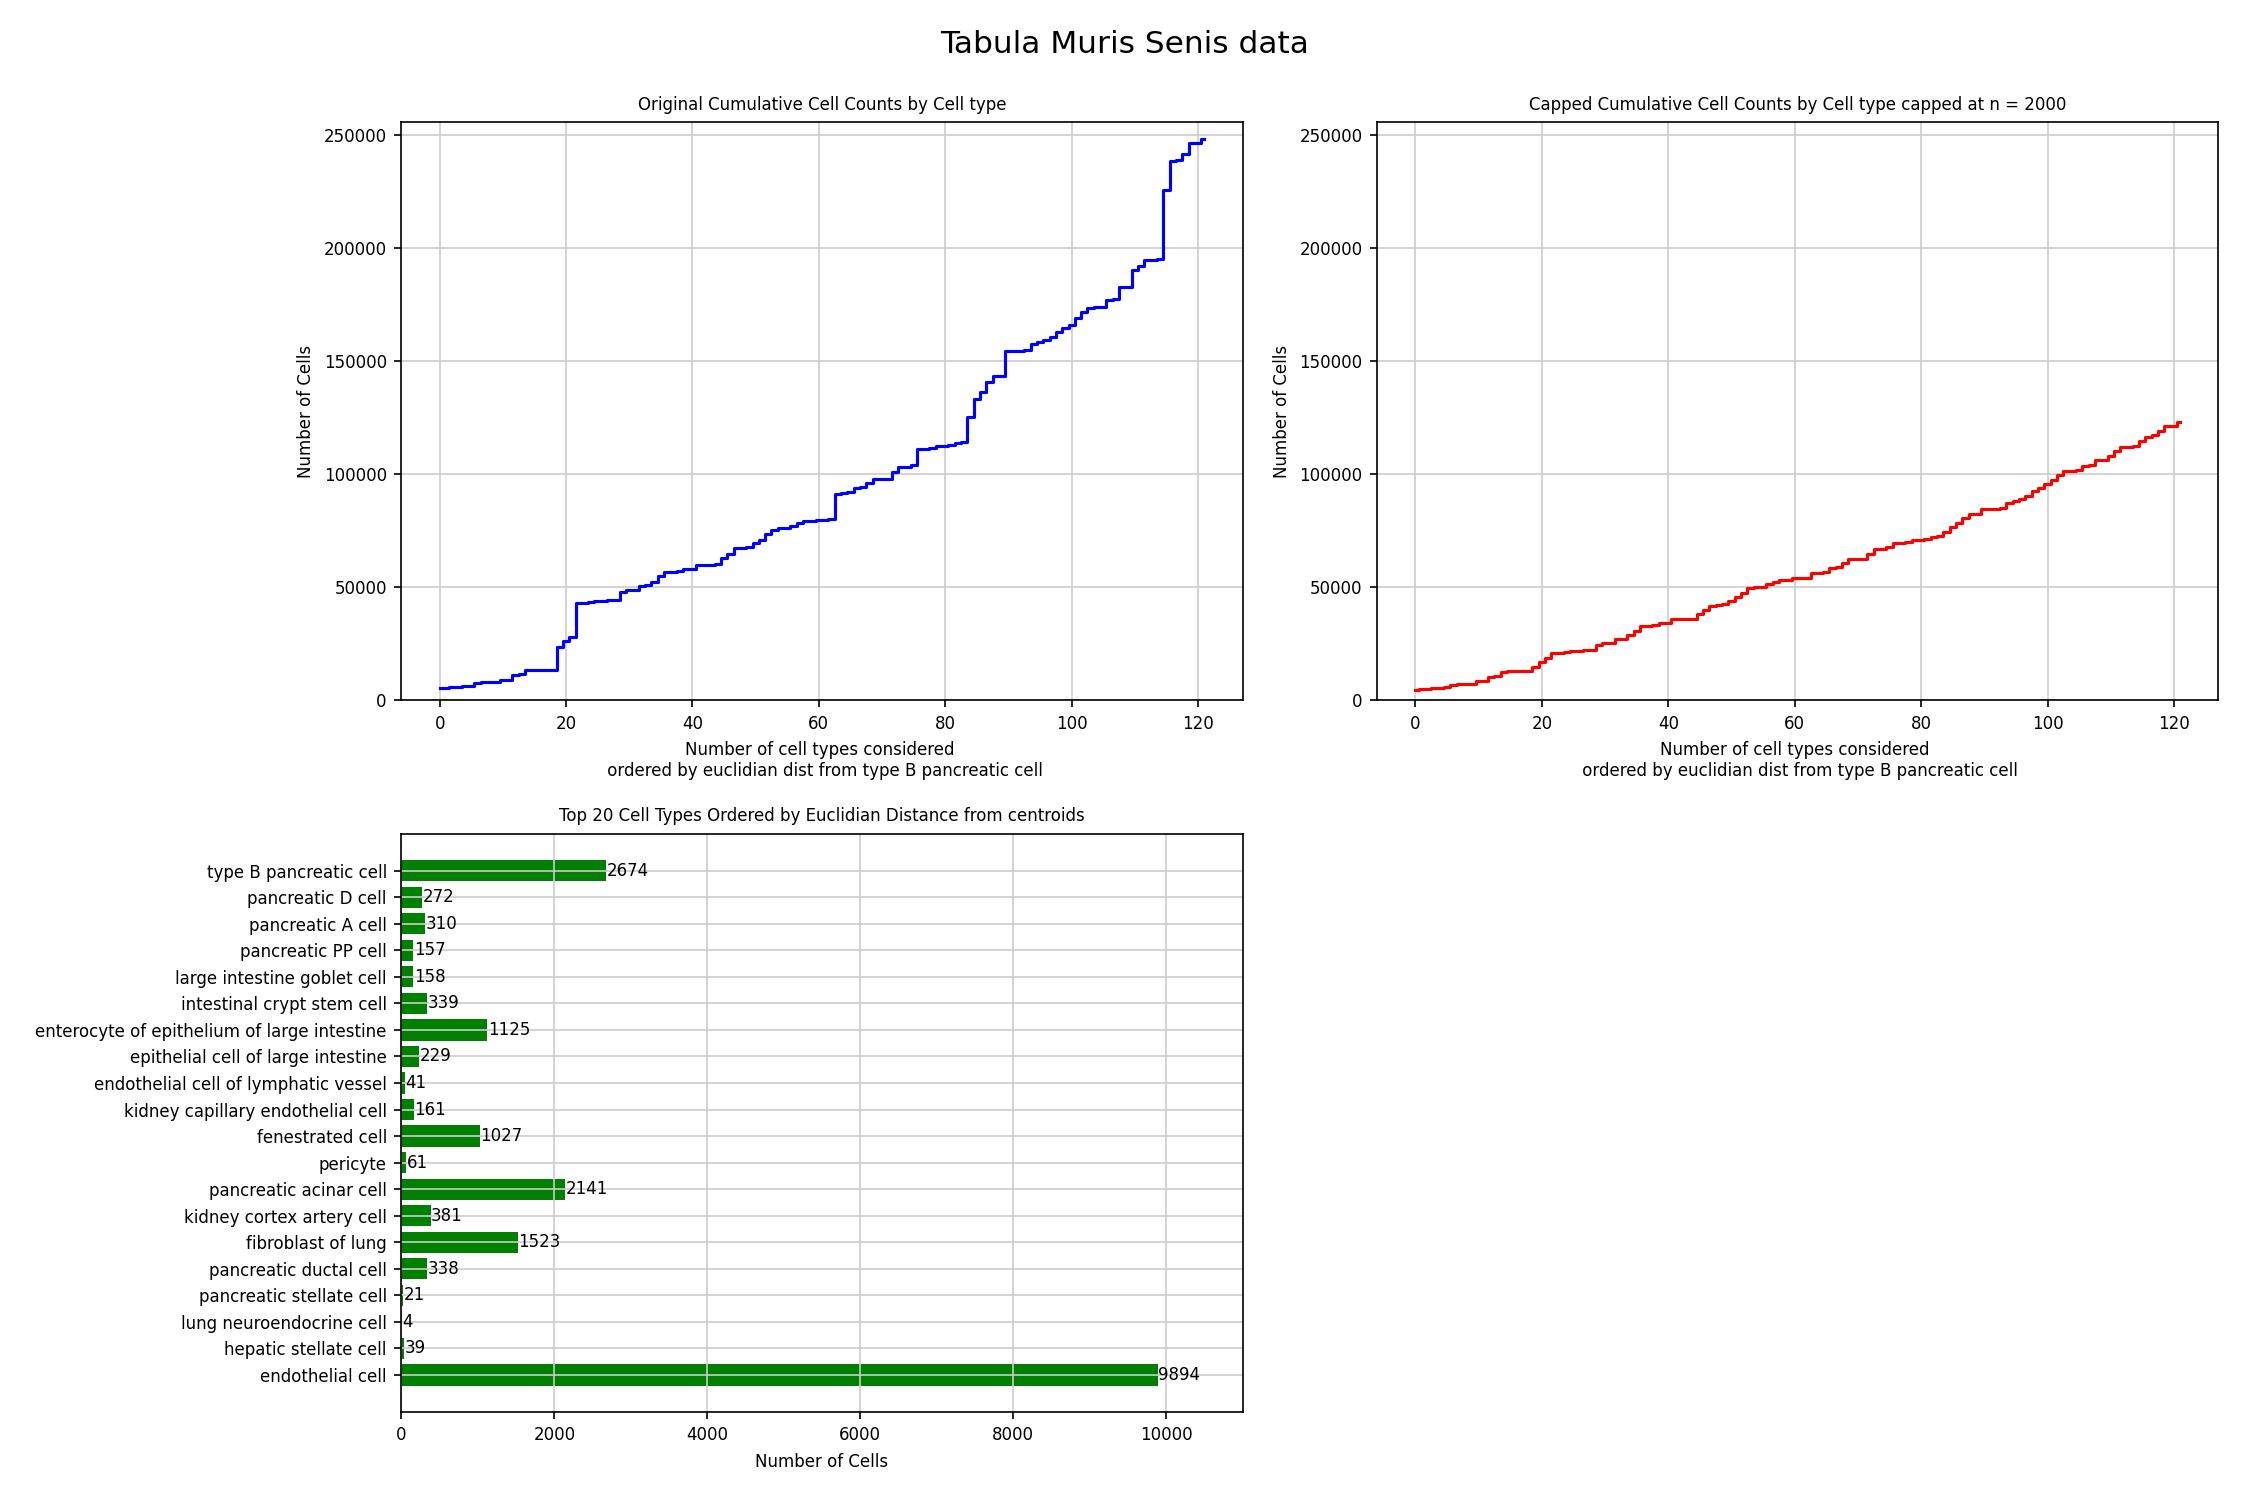 Tabula Muris Senis data
Original Cumulative Cell Counts by Cell type
250000
200000
150000
100000
50000
0
Number of Cells
0 20 40 60 80 100 120
Number of cell types considered
ordered by euclidian dist from type B pancreatic cell
Capped Cumulative Cell Counts by Cell type capped at n = 2000
250000
200000
150000
100000
50000
0
Number of Cells
0 20 40 60 80 100 120
Number of cell types considered
ordered by euclidian dist from type B pancreatic cell
Top 20 Cell Types Ordered by Euclidian Distance from centroids
type B pancreatic cell 2674
pancreatic D cell 272
pancreatic A cell 310
pancreatic PP cell 157
large intestine goblet cell 158
intestinal crypt stem cell 339
enterocyte of epithelium of large intestine 1125
epithelial cell of large intestine 229
endothelial cell of lymphatic vessel 41
kidney capillary endothelial cell 161
fenestrated cell 1027
pericyte 61
pancreatic acinar cell 2141
kidney cortex artery cell 381
fibroblast of lung 1523
pancreatic ductal cell 338
pancreatic stellate cell 21
lung neuroendocrine cell 4
hepatic stellate cell 39
endothelial cell 9894
0 2000 4000 6000 8000 10000
Number of Cells